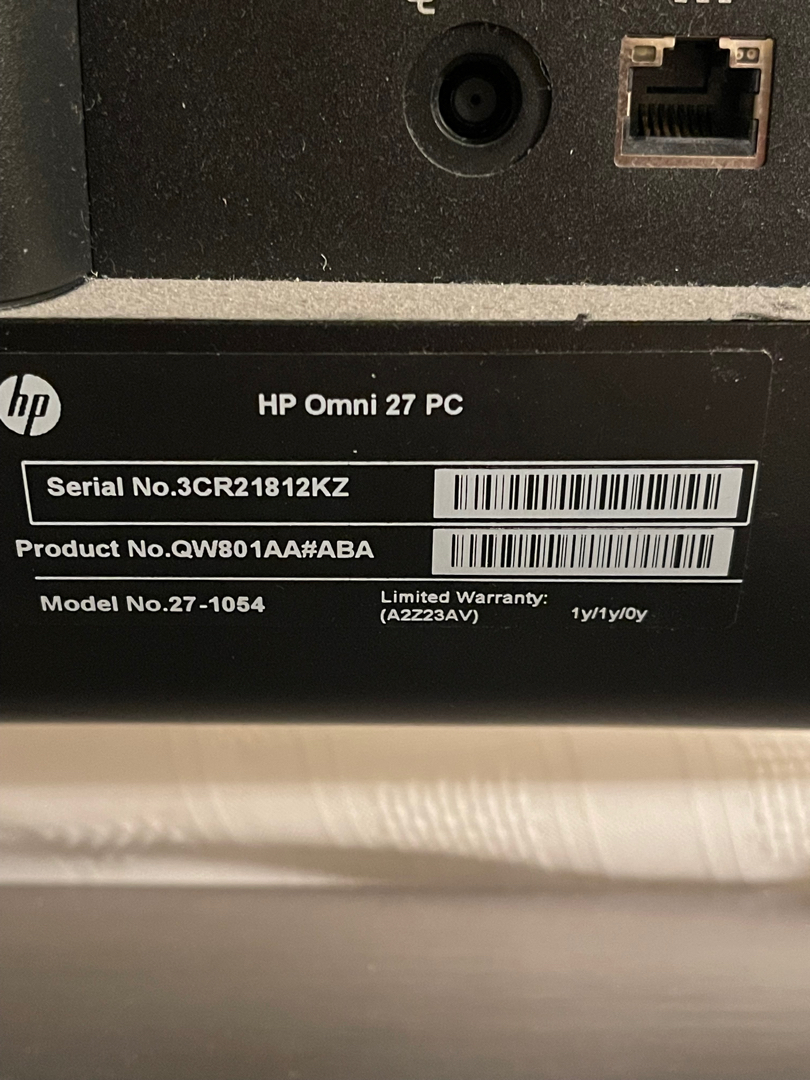 hp
HP Omni 27 PC
Serial No.3CR21812KZ
Product No.QW801AA#ABA
Model No.27-1054
Limited Warranty:
(A2Z23AV)
1y/1y/0y